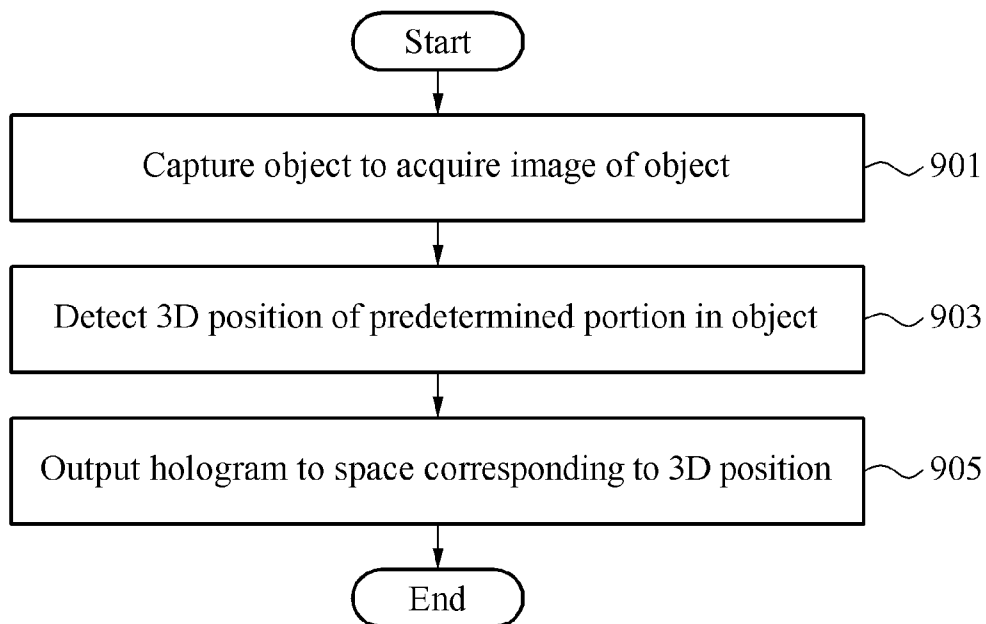 Start
Capture object to acquire image of object
901
Detect 3D position of predetermined portion in object
903
Output hologram to space corresponding to 3D position
905
End